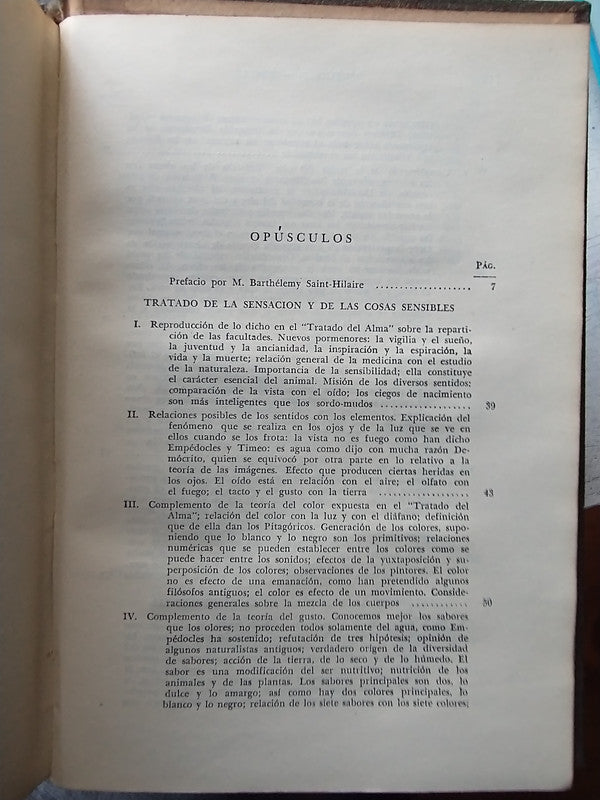 OPÚSCULOS
PÁG.
Prefacio por M. Barthélemy Saint-Hilaire .................... 7
TRATADO DE LA SENSACION Y DE LAS COSAS SENSIBLES
I. Reproducción de lo dicho en el "Tratado del Alma" sobre la reparti-
ción de las facultades. Nuevos pormenores: la vigilia y el sueño,
la juventud y la ancianidad, la inspiración y la espiración, la
vida y la muerte; relación general de la medicina con el estudio
de la naturaleza. Importancia de la sensibilidad; ella constituye
el carácter esencial del animal. Misión de los diversos sentidos;
comparación de la vista con el oído; los ciegos de nacimiento
son más inteligentes que los sordo-mudos ................... 39
II. Relaciones posibles de los sentidos con los elementos. Explicación del
fenómeno que se realiza en los ojos y de la luz que se ve en
ellos cuando se los frota: la vista no es fuego como han dicho
Empédocles y Timeo: es agua como dijo con mucha razón De-
mócrito, quien se equivocó por otra parte en lo relativo a la
teoría de las imágenes. Efecto que producen ciertas heridas en
los ojos. El oído está en relación con el aire; el olfato con
el fuego; el tacto y el gusto con la tierra ................... 43
III. Complemento de la teoría del color expuesta en el "Tratado del
Alma"; relación del color con la luz y con el diáfano; definición
que de ella dan los Pitagóricos. Generación de los colores, supo-
niendo que lo blanco y lo negro son los primitivos; relaciones
numéricas que se pueden establecer entre los colores como se
puede hacer entre los sonidos; efectos de la yuxtaposición y su-
perposición de los colores; observaciones de los pintores. El color
no es efecto de una emanación, como han pretendido algunos
filósofos antiguos; el color es efecto de un movimiento. Conside-
raciones generales sobre la mezcla de los cuerpos ............ 50
IV. Complemento de la teoría del gusto. Conocemos mejor los sabores
que los olores; no proceden todos solamente del agua, como Em-
pédocles ha sostenido; refutación de tres hipótesis; opinión de
algunos naturalistas antiguos; verdadero origen de la diversidad
de sabores; acción de la tierra, de lo seco y de lo húmedo. El
sabor es una modificación del ser nutritivo; nutrición de los
animales y de las plantas. Los sabores principales son dos, lo
dulce y lo amargo; así como hay dos colores principales, lo
blanco y lo negro; relación de los siete sabores con los siete colores;